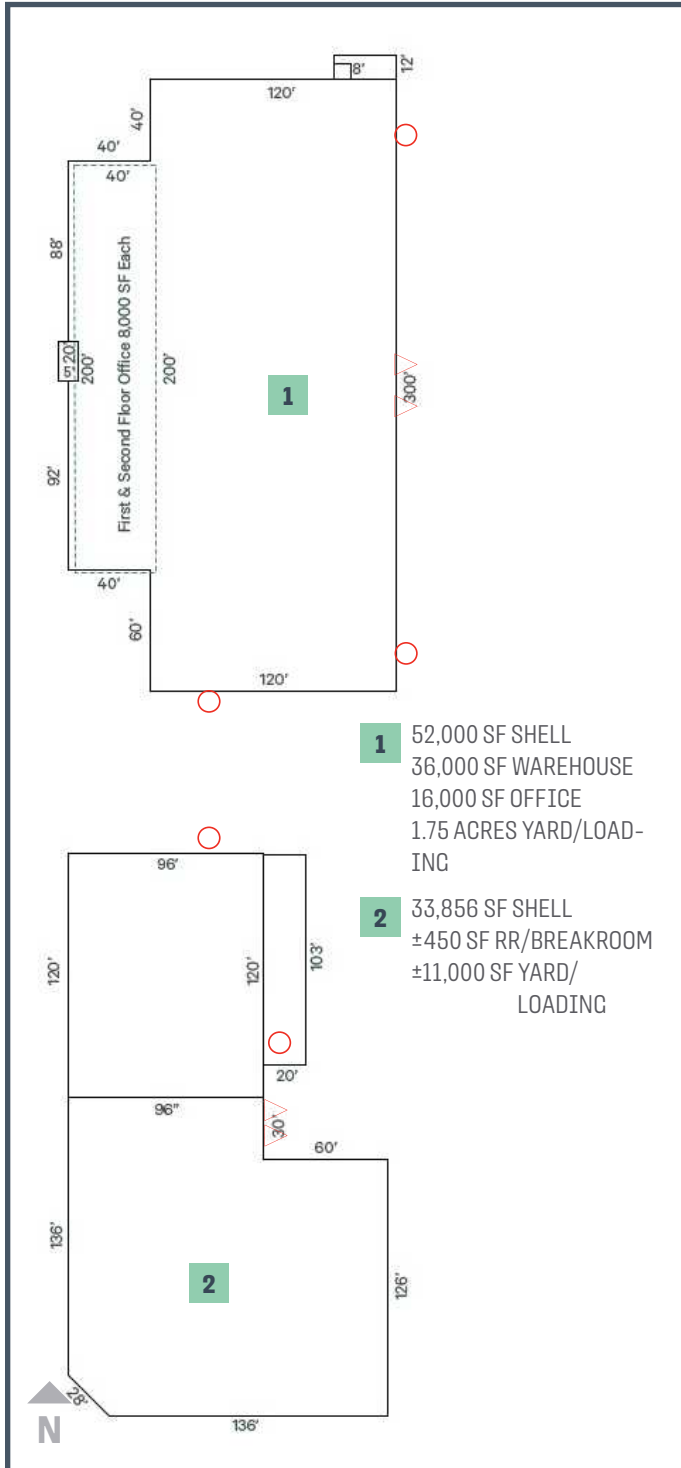 8'
12'
120'
40'
40'
40'
88'
First & Second Floor Office 8,000 SF Each
20'
5'
200'
200'
1
300'
92'
40'
60'
120'
1
52,000 SF SHELL
36,000 SF WAREHOUSE
16,000 SF OFFICE
1.75 ACRES YARD/LOAD-
ING
2
33,856 SF SHELL
±450 SF RR/BREAKROOM
±11,000 SF YARD/
LOADING
96'
120'
120'
103'
20'
96"
30'
60'
136'
2
126'
28'
136'
N